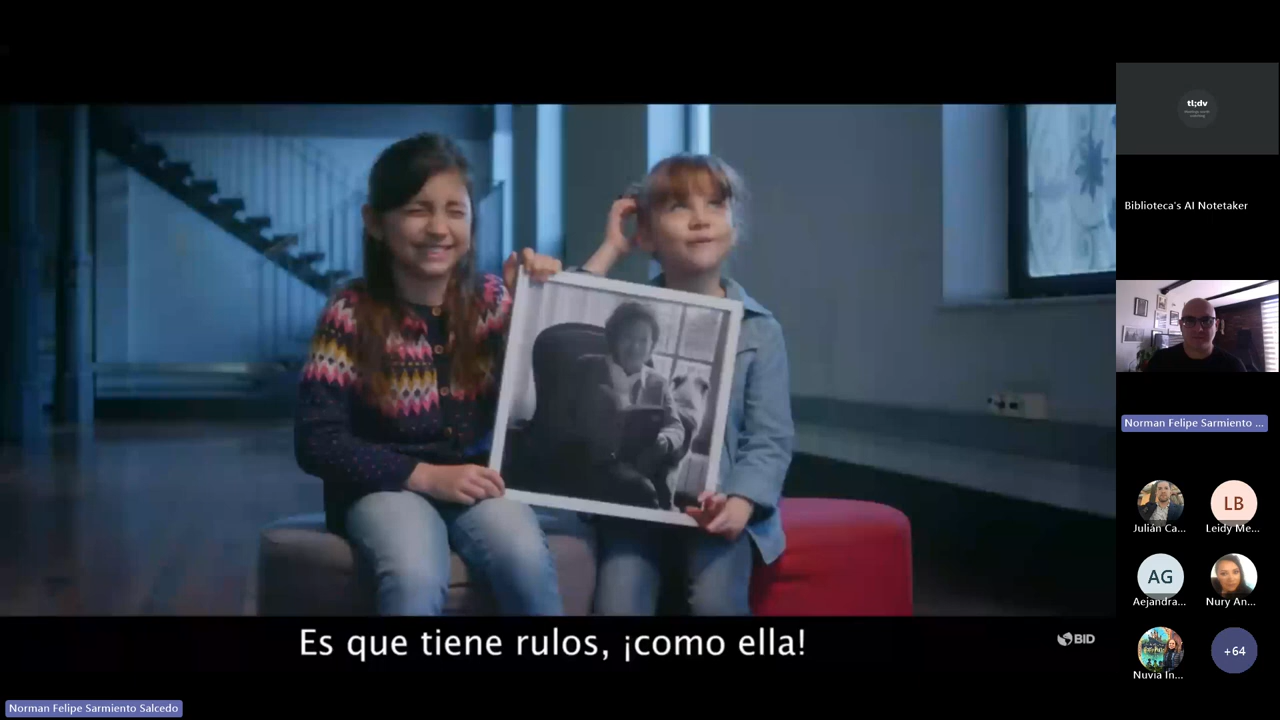 Es que tiene rulos, ¡como ella!
BID
Norman Felipe Sarmiento Salcedo
tl;dv
Biblioteca's AI Notetaker
Norman Felipe Sarmiento ...
Julián Ca...
LB
Leidy Me...
AG
Aejandra...
Nury An...
Nuvia In...
+64